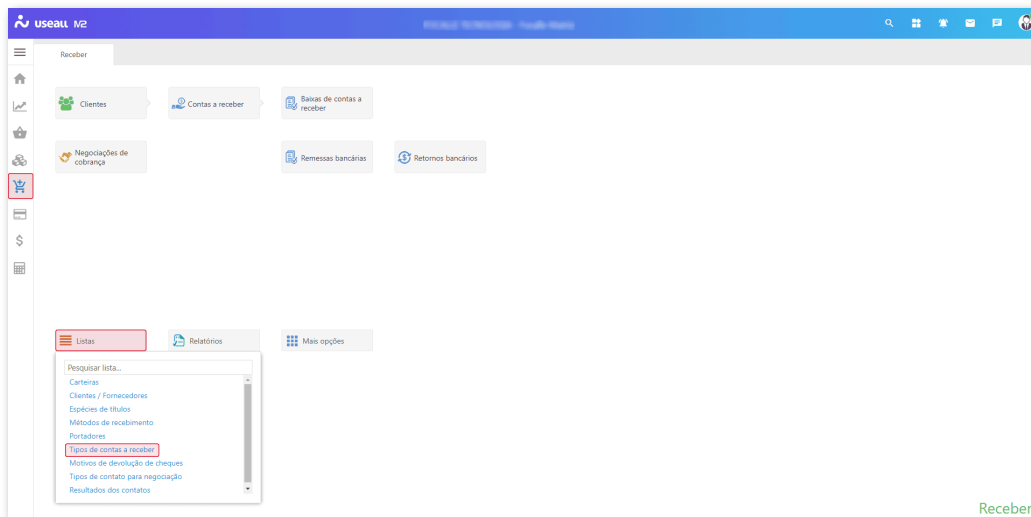 useall M2
Receber
Clientes
Contas a receber
Baixas de contas a
receber
Negociações de
cobrança
Remessas bancárias
Retornos bancários
Listas
Relatórios
Mais opções
Pesquisar lista...
Carteiras
Clientes / Fornecedores
Espécies de títulos
Métodos de recebimento
Portadores
Tipos de contas a receber
Motivos de devolução de cheques
Tipos de contato para negociação
Resultados dos contatos
Receber